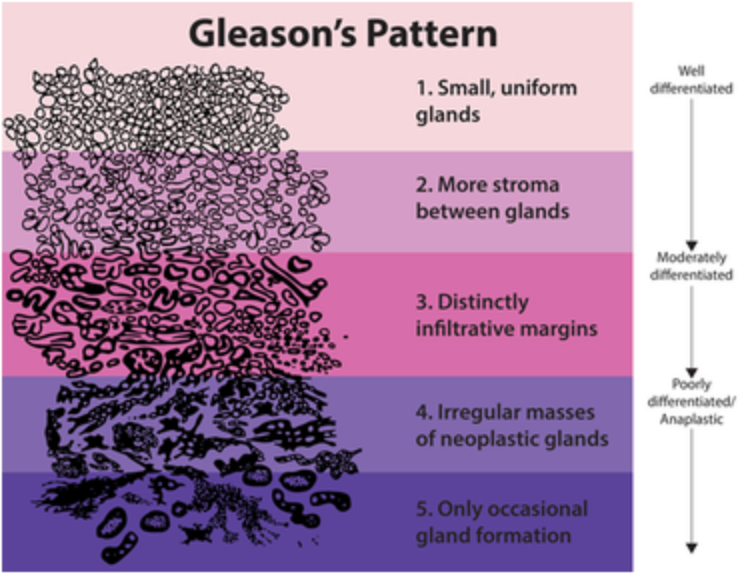 Gleason's Pattern
1. Small, uniform
glands
2. More stroma
between glands
3. Distinctly
infiltrative margins
4. Irregular masses
of neoplastic glands
5. Only occasional
gland formation
Well
differentiated
Moderately
differentiated
Poorly
differentiated/
Anaplastic